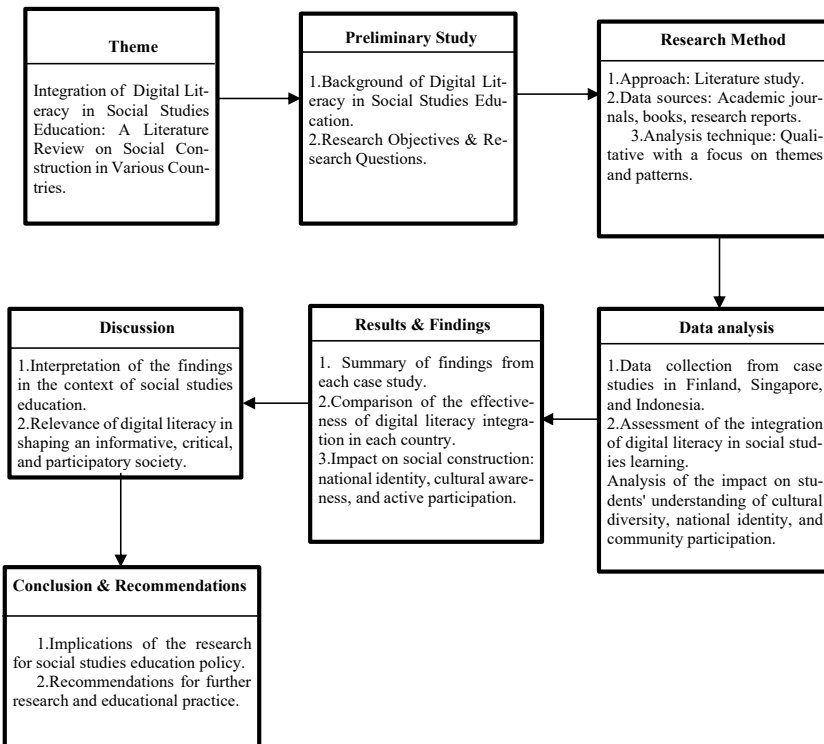 Theme
Integration of Digital Lit-
eracy in Social Studies
Education: A Literature
Review on Social Con-
struction in Various Coun-
tries.
Preliminary Study
1.Background of Digital Lit-
eracy in Social Studies Edu-
cation.
2.Research Objectives & Re-
search Questions.
Research Method
1.Approach: Literature study.
2.Data sources: Academic jour-
nals, books, research reports.
3.Analysis technique: Quali-
tative with a focus on themes
and patterns.
Data analysis
1.Data collection from case
studies in Finland, Singapore,
and Indonesia.
2.Assessment of the integration
of digital literacy in social stud-
ies learning.
Analysis of the impact on stu-
dents' understanding of cultural
diversity, national identity, and
community participation.
Results & Findings
1. Summary of findings from
each case study.
2.Comparison of the effective-
ness of digital literacy integra-
tion in each country.
3.Impact on social construction:
national identity, cultural aware-
ness, and active participation.
Discussion
1.Interpretation of the findings
in the context of social studies
education.
2.Relevance of digital literacy in
shaping an informative, critical,
and participatory society.
Conclusion & Recommendations
1.Implications of the research
for social studies education policy.
2.Recommendations for further
research and educational practice.